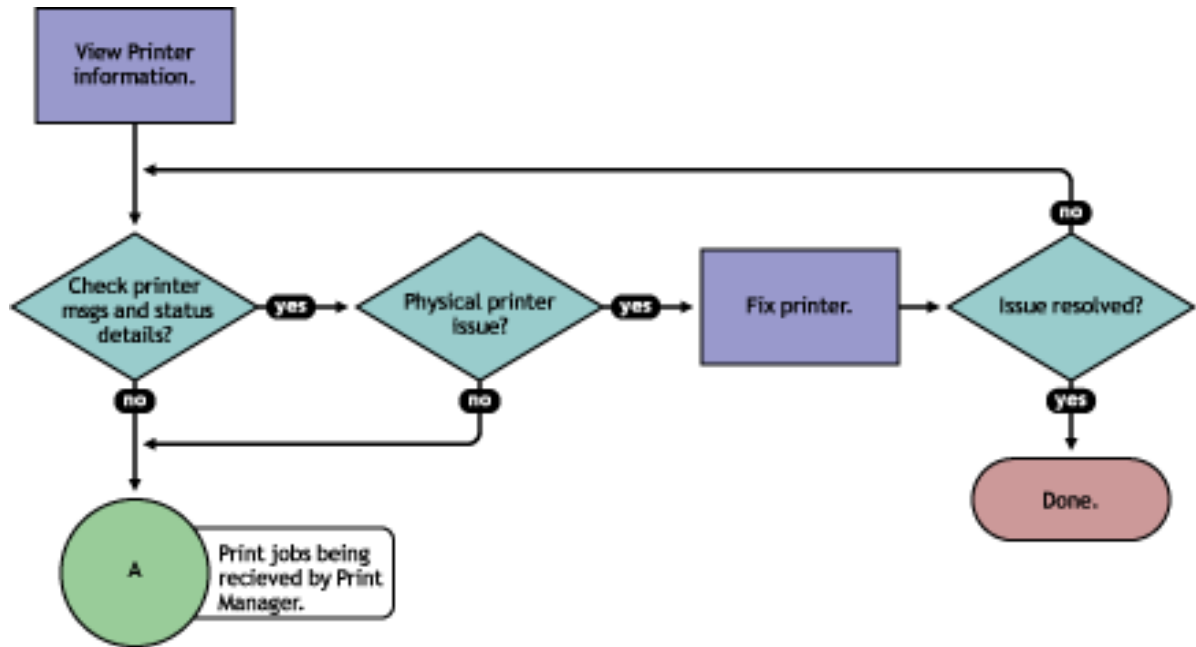 View Printer
information.
no
Check printer
msgs and status
details?
yes
Physical printer
issue?
yes
Fix printer.
Issue resolved?
no
no
yes
Done.
A
Print jobs being
recieved by Print
Manager.